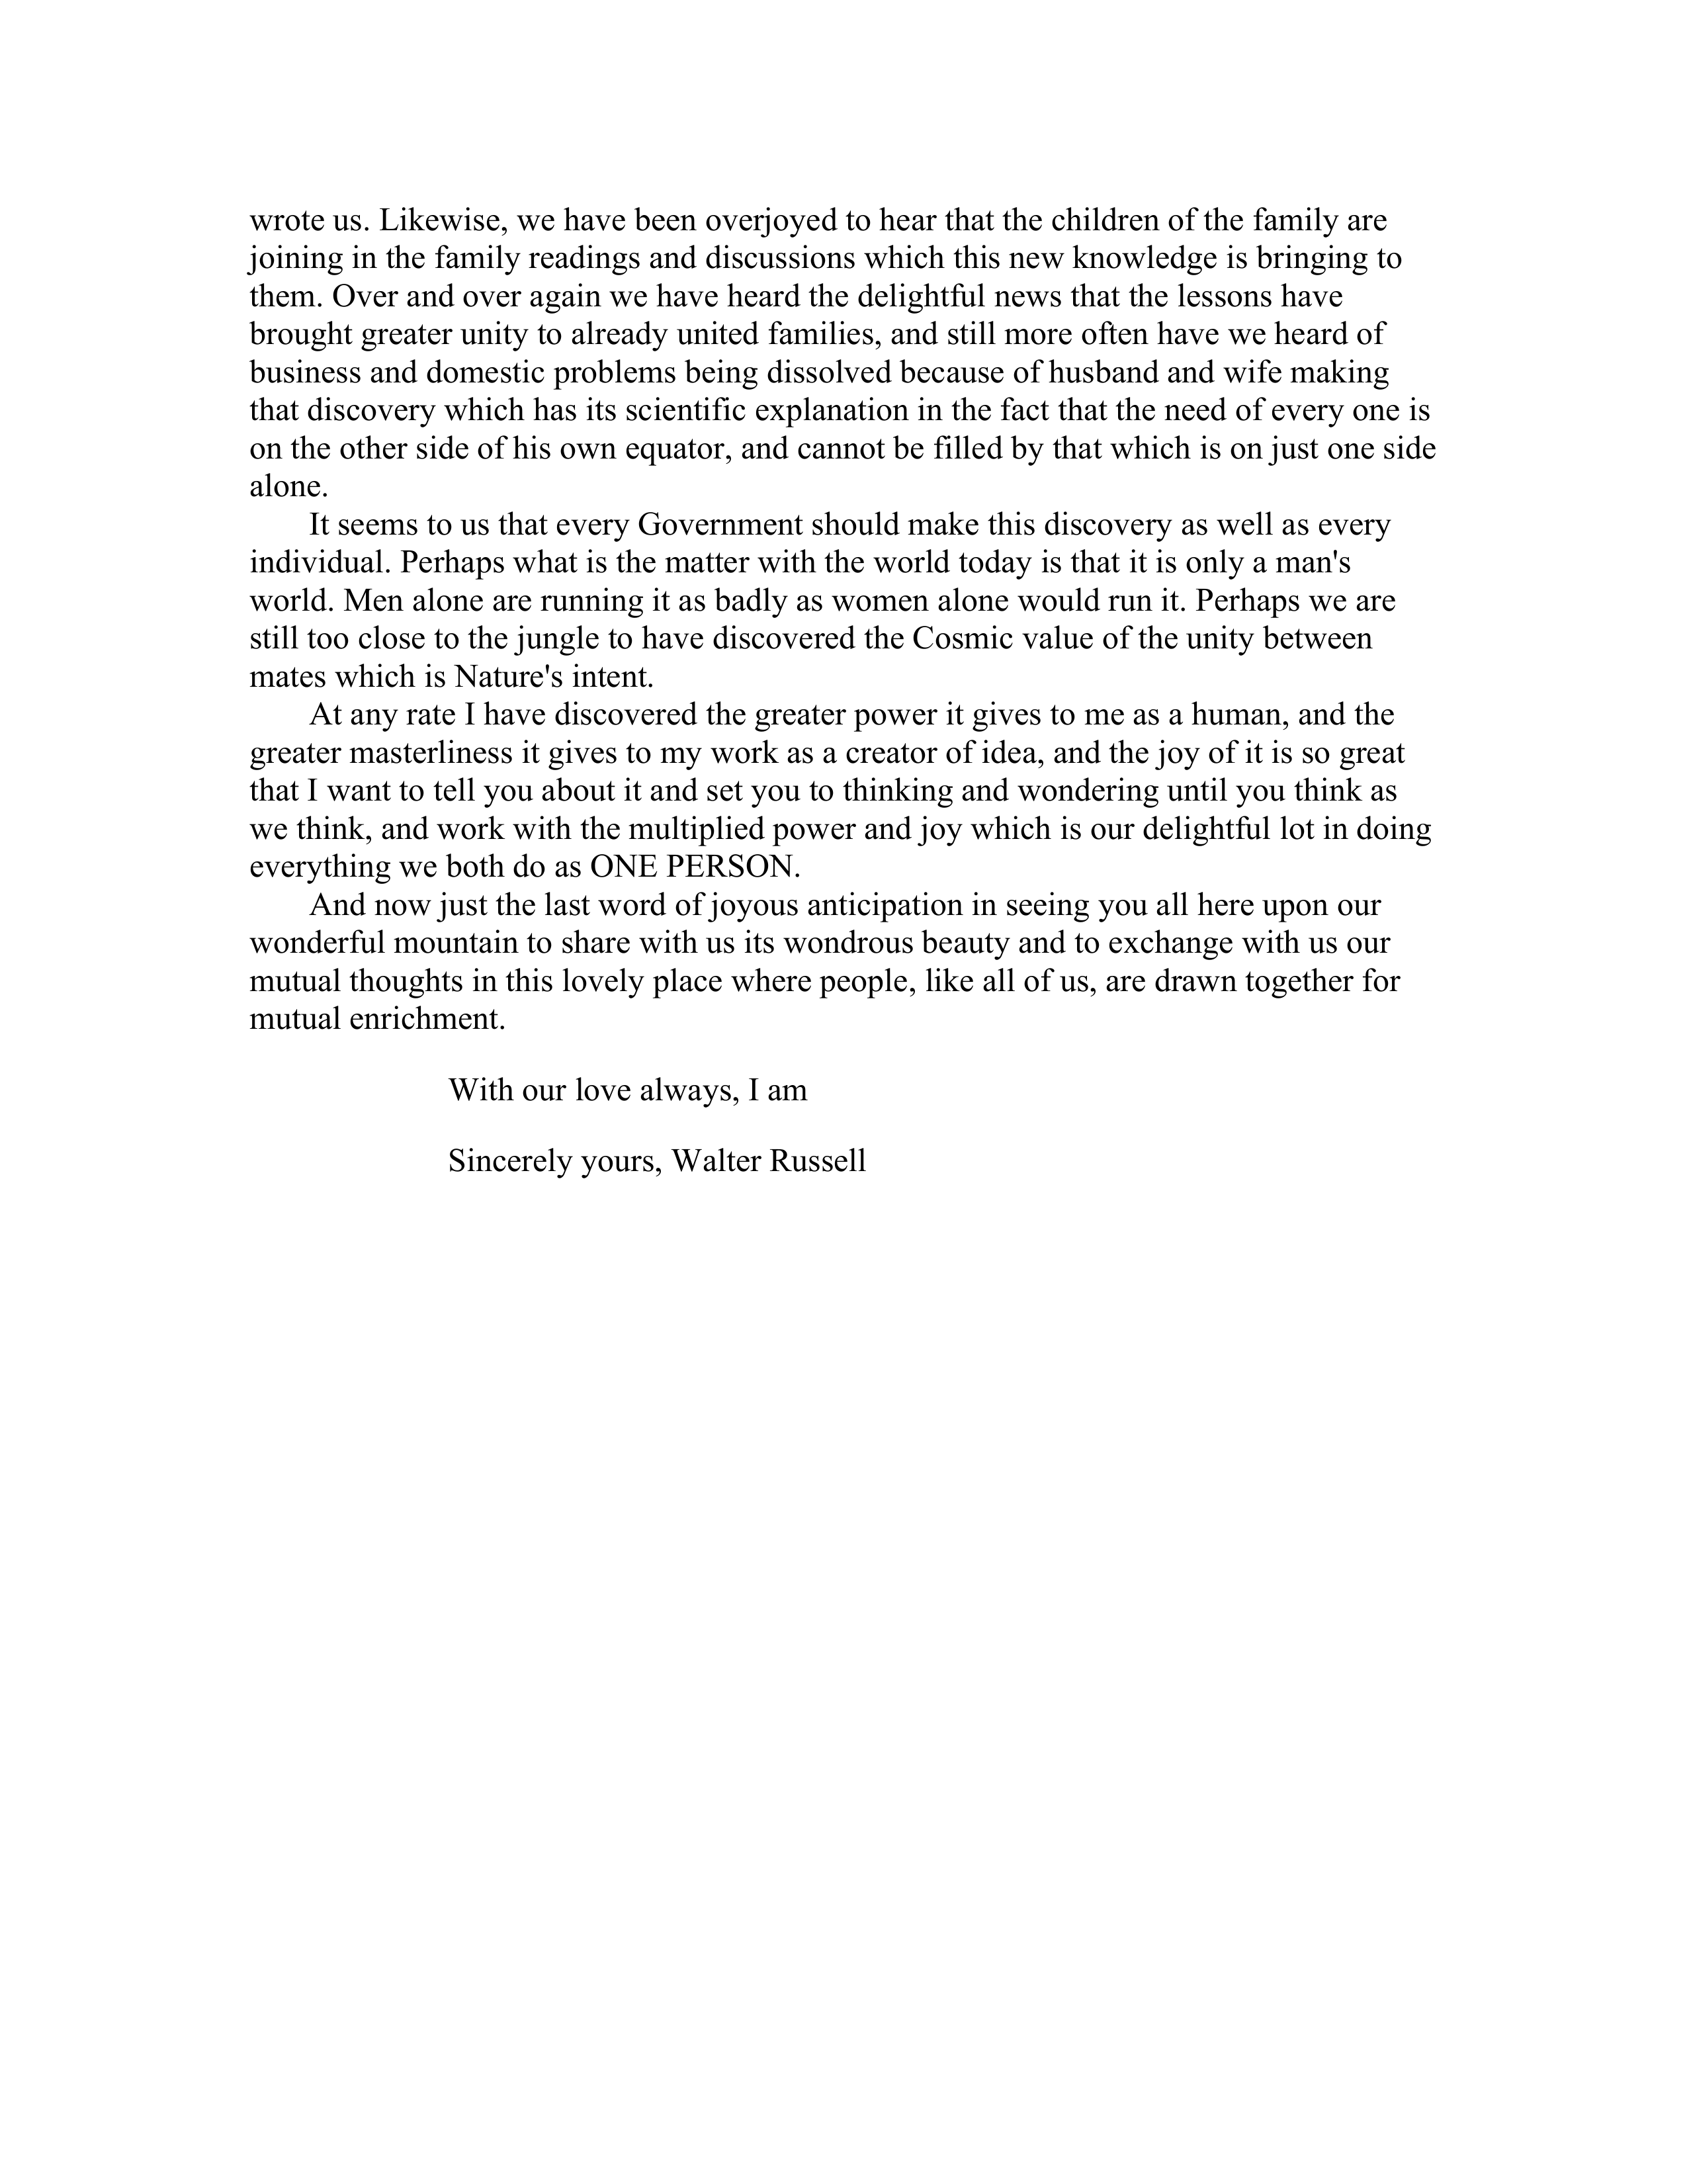 wrote us. Likewise, we have been overjoyed to hear that the children of the family are
joining in the family readings and discussions which this new knowledge is bringing to
them. Over and over again we have heard the delightful news that the lessons have
brought greater unity to already united families, and still more often have we heard of
business and domestic problems being dissolved because of husband and wife making
that discovery which has its scientific explanation in the fact that the need of every one is
on the other side of his own equator, and cannot be filled by that which is on just one side
alone.
It seems to us that every Government should make this discovery as well as every
individual. Perhaps what is the matter with the world today is that it is only a man's
world. Men alone are running it as badly as women alone would run it. Perhaps we are
still too close to the jungle to have discovered the Cosmic value of the unity between
mates which is Nature's intent.
At any rate I have discovered the greater power it gives to me as a human, and the
greater masterliness it gives to my work as a creator of idea, and the joy of it is so great
that I want to tell you about it and set you to thinking and wondering until you think as
we think, and work with the multiplied power and joy which is our delightful lot in doing
everything we both do as ONE PERSON.
And now just the last word of joyous anticipation in seeing you all here upon our
wonderful mountain to share with us its wondrous beauty and to exchange with us our
mutual thoughts in this lovely place where people, like all of us, are drawn together for
mutual enrichment.
With our love always, I am
Sincerely yours, Walter Russell